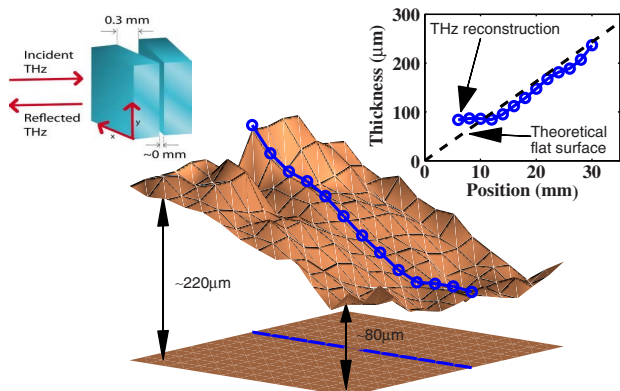 0.3 mm
Incident
THz
Reflected
THz
y
x
~0 mm
~220μm
~80μm
300
200
100
0
0
10
20
30
Thickness (μm)
Position (mm)
THz reconstruction
Theoretical
flat surface